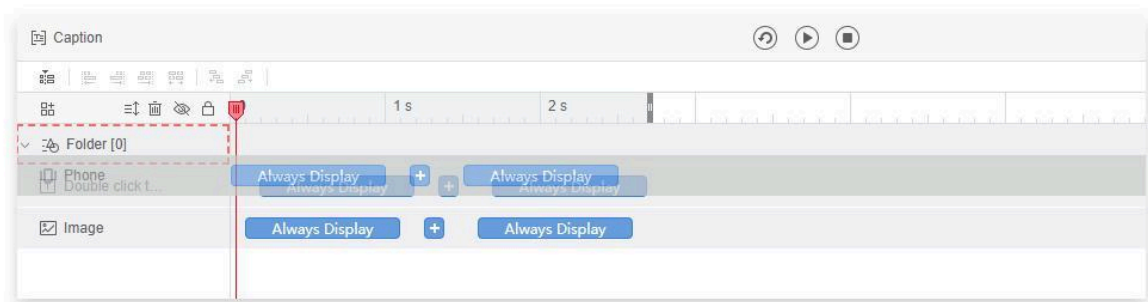 Caption
1 s 2 s
Folder [0]
Phone Always Display + Always Display
Double click t... Always Display + Always Display
Image Always Display + Always Display